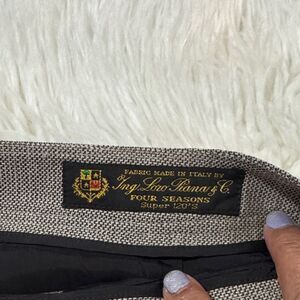 FABRIC MADE IN ITALY BY
Ing. Loro Piana & C.
FOUR SEASONS
Super 120'S